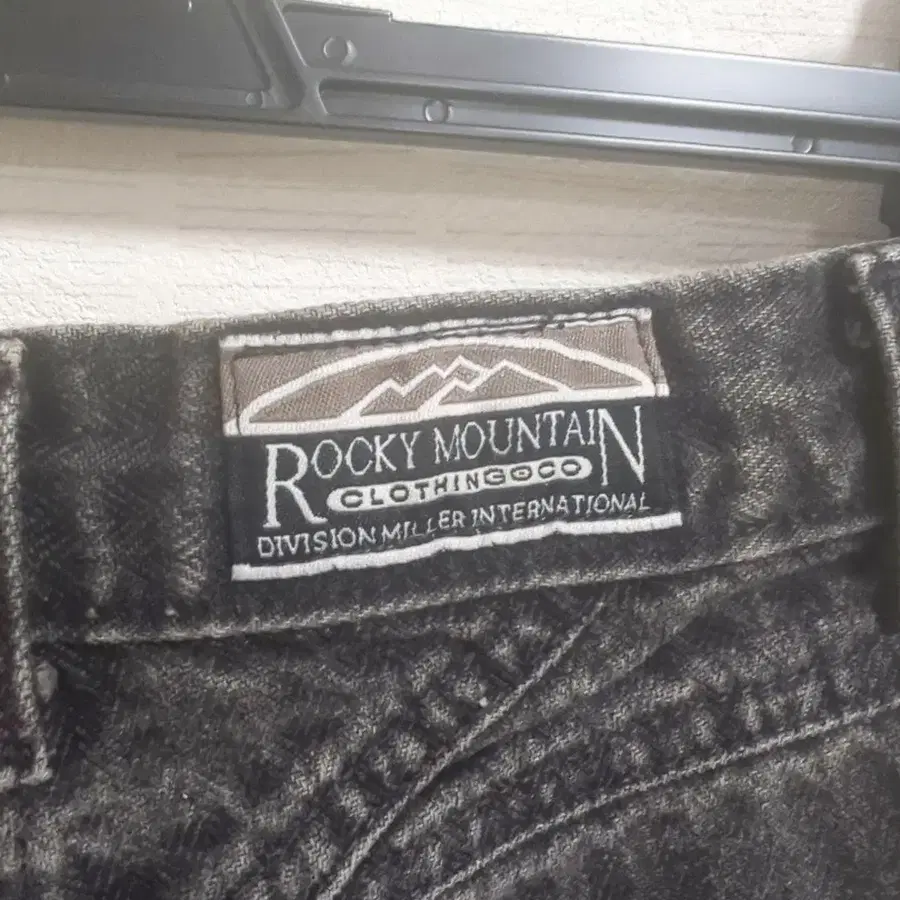 ROCKY MOUNTAIN
CLOTHING CO
DIVISION MILLER INTERNATIONAL